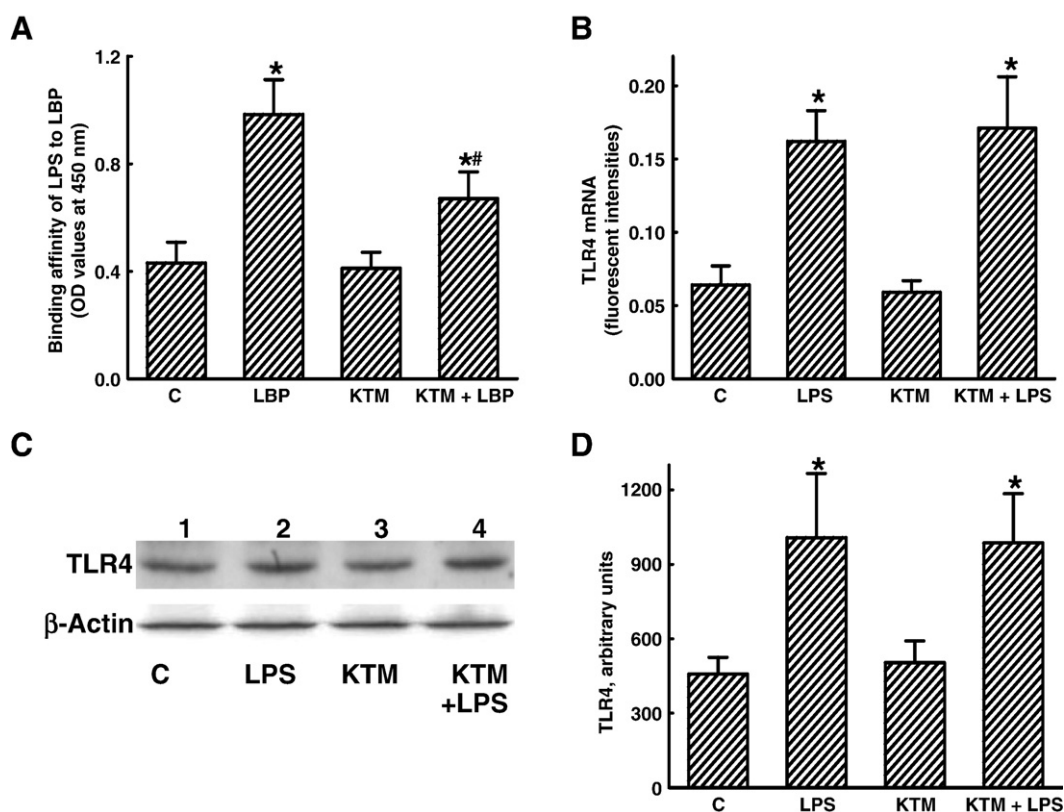 A
Binding affinity of LPS to LBP
(OD values at 450 nm)
1.2
0.8
0.4
0.0
*
*#
C LBP KTM KTM + LBP
B
TLR4 mRNA
(fluorescent intensities)
0.20
0.15
0.10
0.05
0.00
*
*
C LPS KTM KTM + LPS
C
1 2 3 4
TLR4
β-Actin
C LPS KTM KTM
+LPS
D
TLR4, arbitrary units
1200
900
600
300
0
*
*
C LPS KTM KTM + LPS